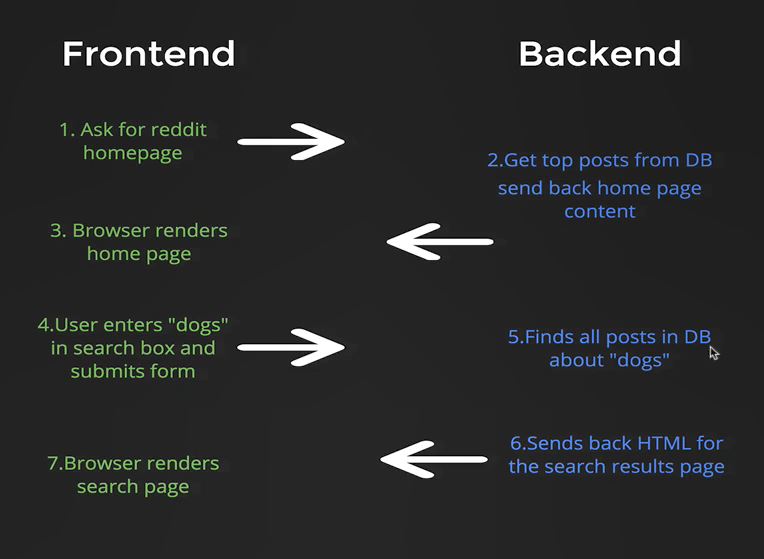 Frontend
Backend
1. Ask for reddit
homepage
2.Get top posts from DB
send back home page
content
3. Browser renders
home page
4.User enters "dogs"
in search box and
submits form
5.Finds all posts in DB
about "dogs"
6.Sends back HTML for
the search results page
7.Browser renders
search page